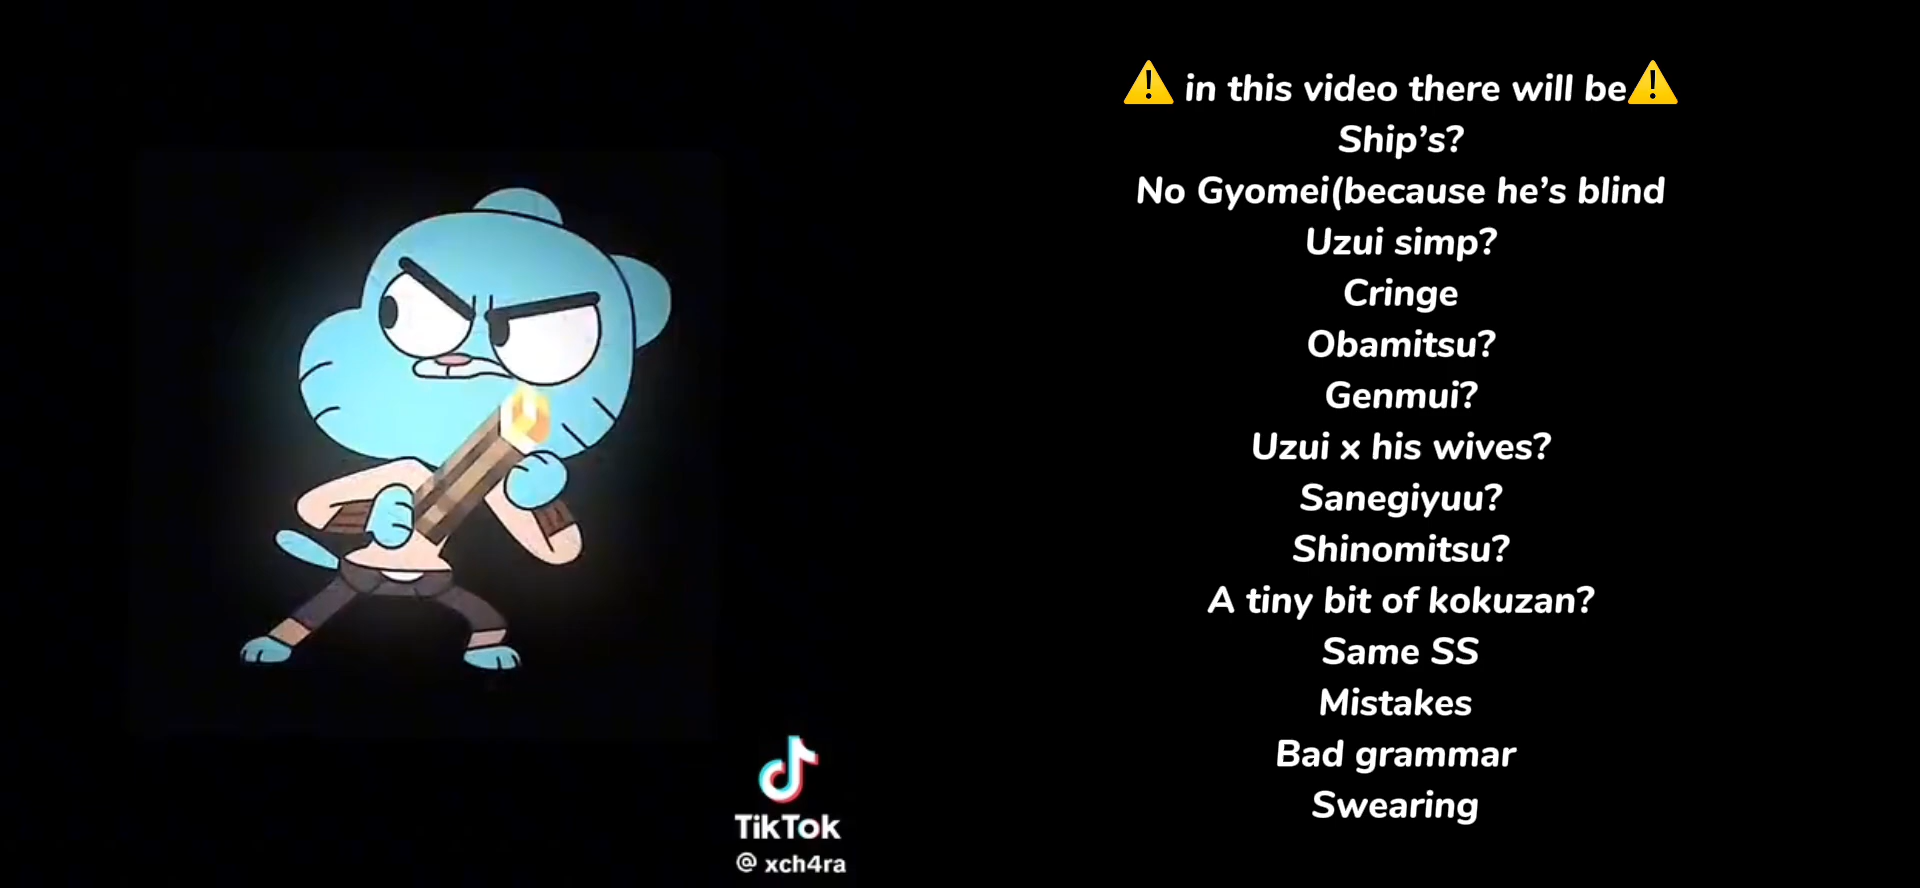 ⚠️ in this video there will be⚠️
Ship's?
No Gyomei(because he's blind
Uzui simp?
Cringe
Obamitsu?
Genmui?
Uzui x his wives?
Sanegiyuu?
Shinomitsu?
A tiny bit of kokuzan?
Same SS
Mistakes
Bad grammar
Swearing
TikTok
@ xch4ra